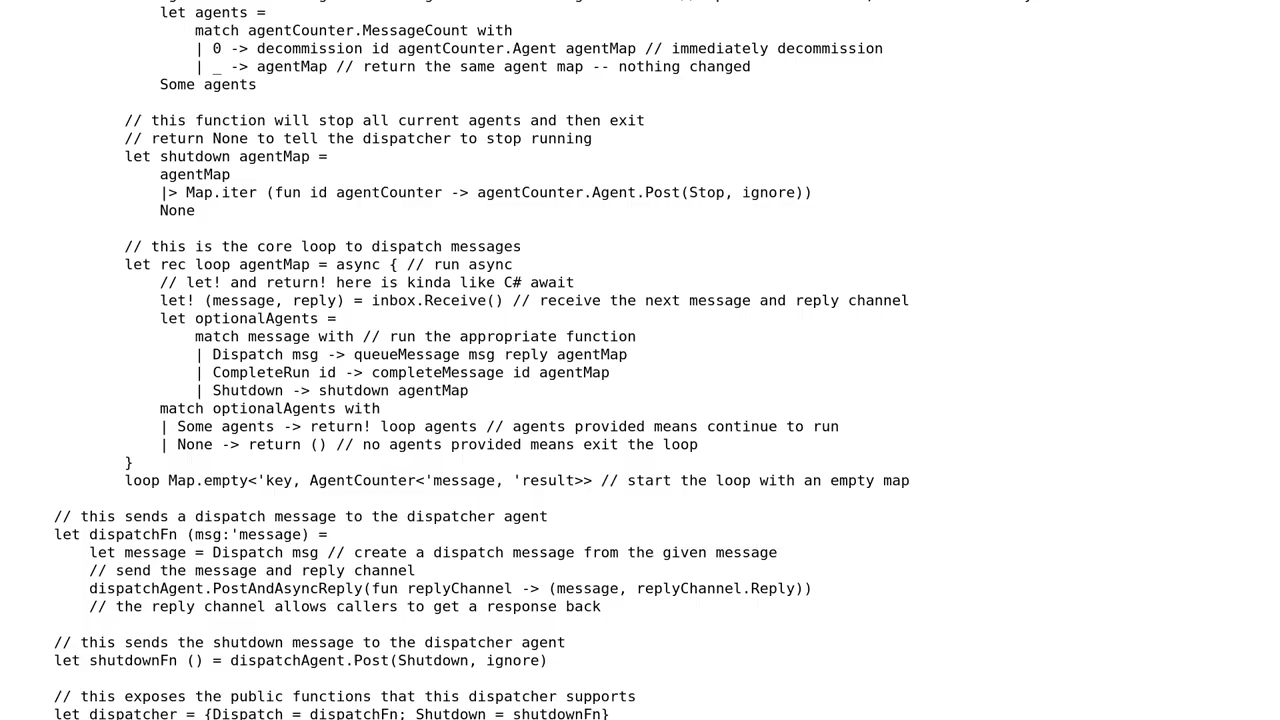 let agents =
match agentCounter.MessageCount with
| 0 -> decommission id agentCounter.Agent agentMap // immediately decommission
| _ -> agentMap // return the same agent map -- nothing changed
Some agents
// this function will stop all current agents and then exit
// return None to tell the dispatcher to stop running
let shutdown agentMap =
agentMap
|> Map.iter (fun id agentCounter -> agentCounter.Agent.Post(Stop, ignore))
None
// this is the core loop to dispatch messages
let rec loop agentMap = async { // run async
// let! and return! here is kinda like C# await
let! (message, reply) = inbox.Receive() // receive the next message and reply channel
let optionalAgents =
match message with // run the appropriate function
| Dispatch msg -> queueMessage msg reply agentMap
| CompleteRun id -> completeMessage id agentMap
| Shutdown -> shutdown agentMap
match optionalAgents with
| Some agents -> return! loop agents // agents provided means continue to run
| None -> return () // no agents provided means exit the loop
}
loop Map.empty<'key, AgentCounter<'message, 'result>> // start the loop with an empty map
// this sends a dispatch message to the dispatcher agent
let dispatchFn (msg:'message) =
let message = Dispatch msg // create a dispatch message from the given message
// send the message and reply channel
dispatchAgent.PostAndAsyncReply(fun replyChannel -> (message, replyChannel.Reply))
// the reply channel allows callers to get a response back
// this sends the shutdown message to the dispatcher agent
let shutdownFn () = dispatchAgent.Post(Shutdown, ignore)
// this exposes the public functions that this dispatcher supports
let dispatcher = {Dispatch = dispatchFn; Shutdown = shutdownFn}